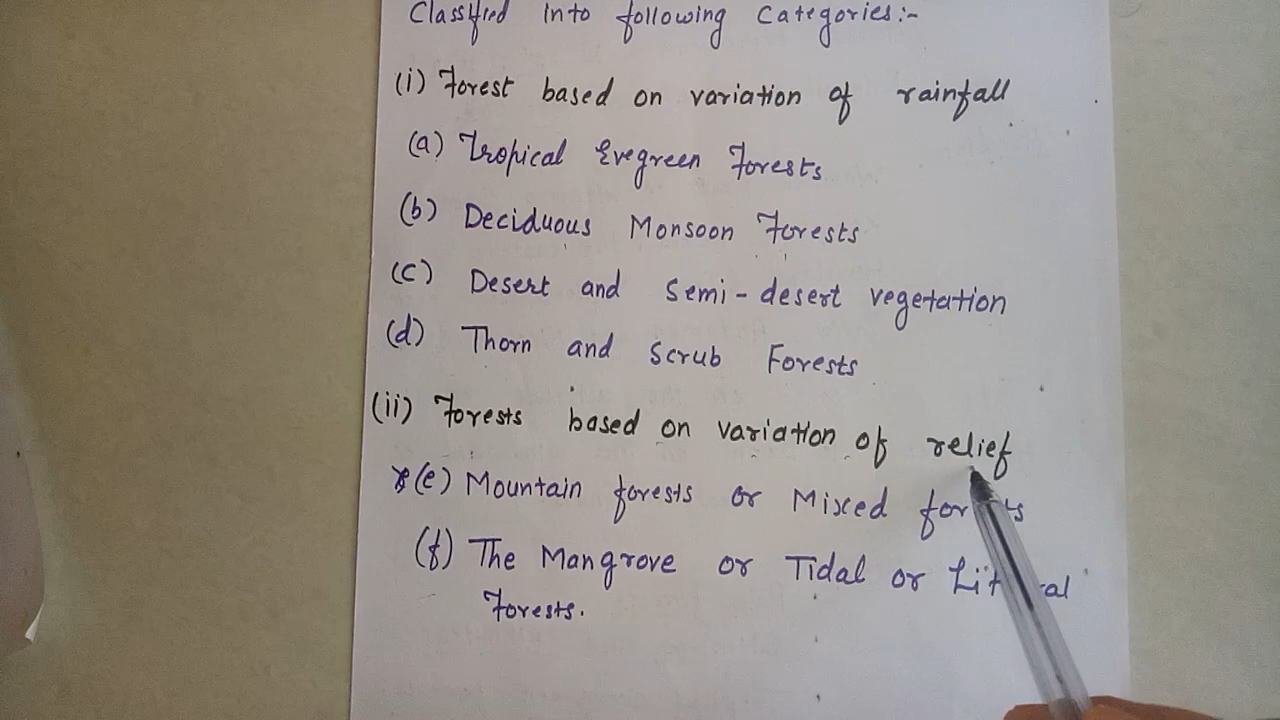 Classified into following Categories:-
(i) Forest based on variation of rainfall
(a) Tropical Evegreen Forests
(b) Deciduous Monsoon Forests
(c) Desert and Semi-desert vegetation
(d) Thorn and Scrub Forests
(ii) Forests based on variation of relief
(e) Mountain forests or Mixed
(f) The Mangrove or Tidal or
Forests.